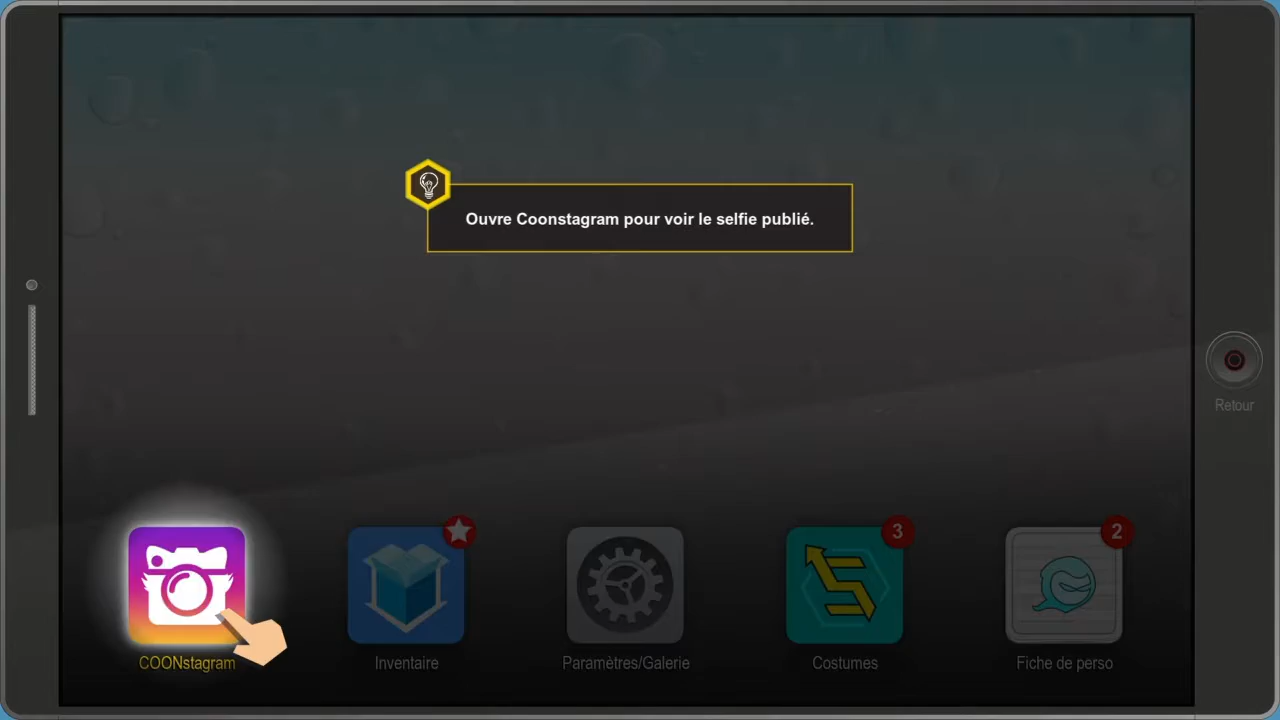 Ouvre Coonstagram pour voir le selfie publié.
Retour
3
2
COONstagram
Inventaire
Paramètres/Galerie
Costumes
Fiche de perso